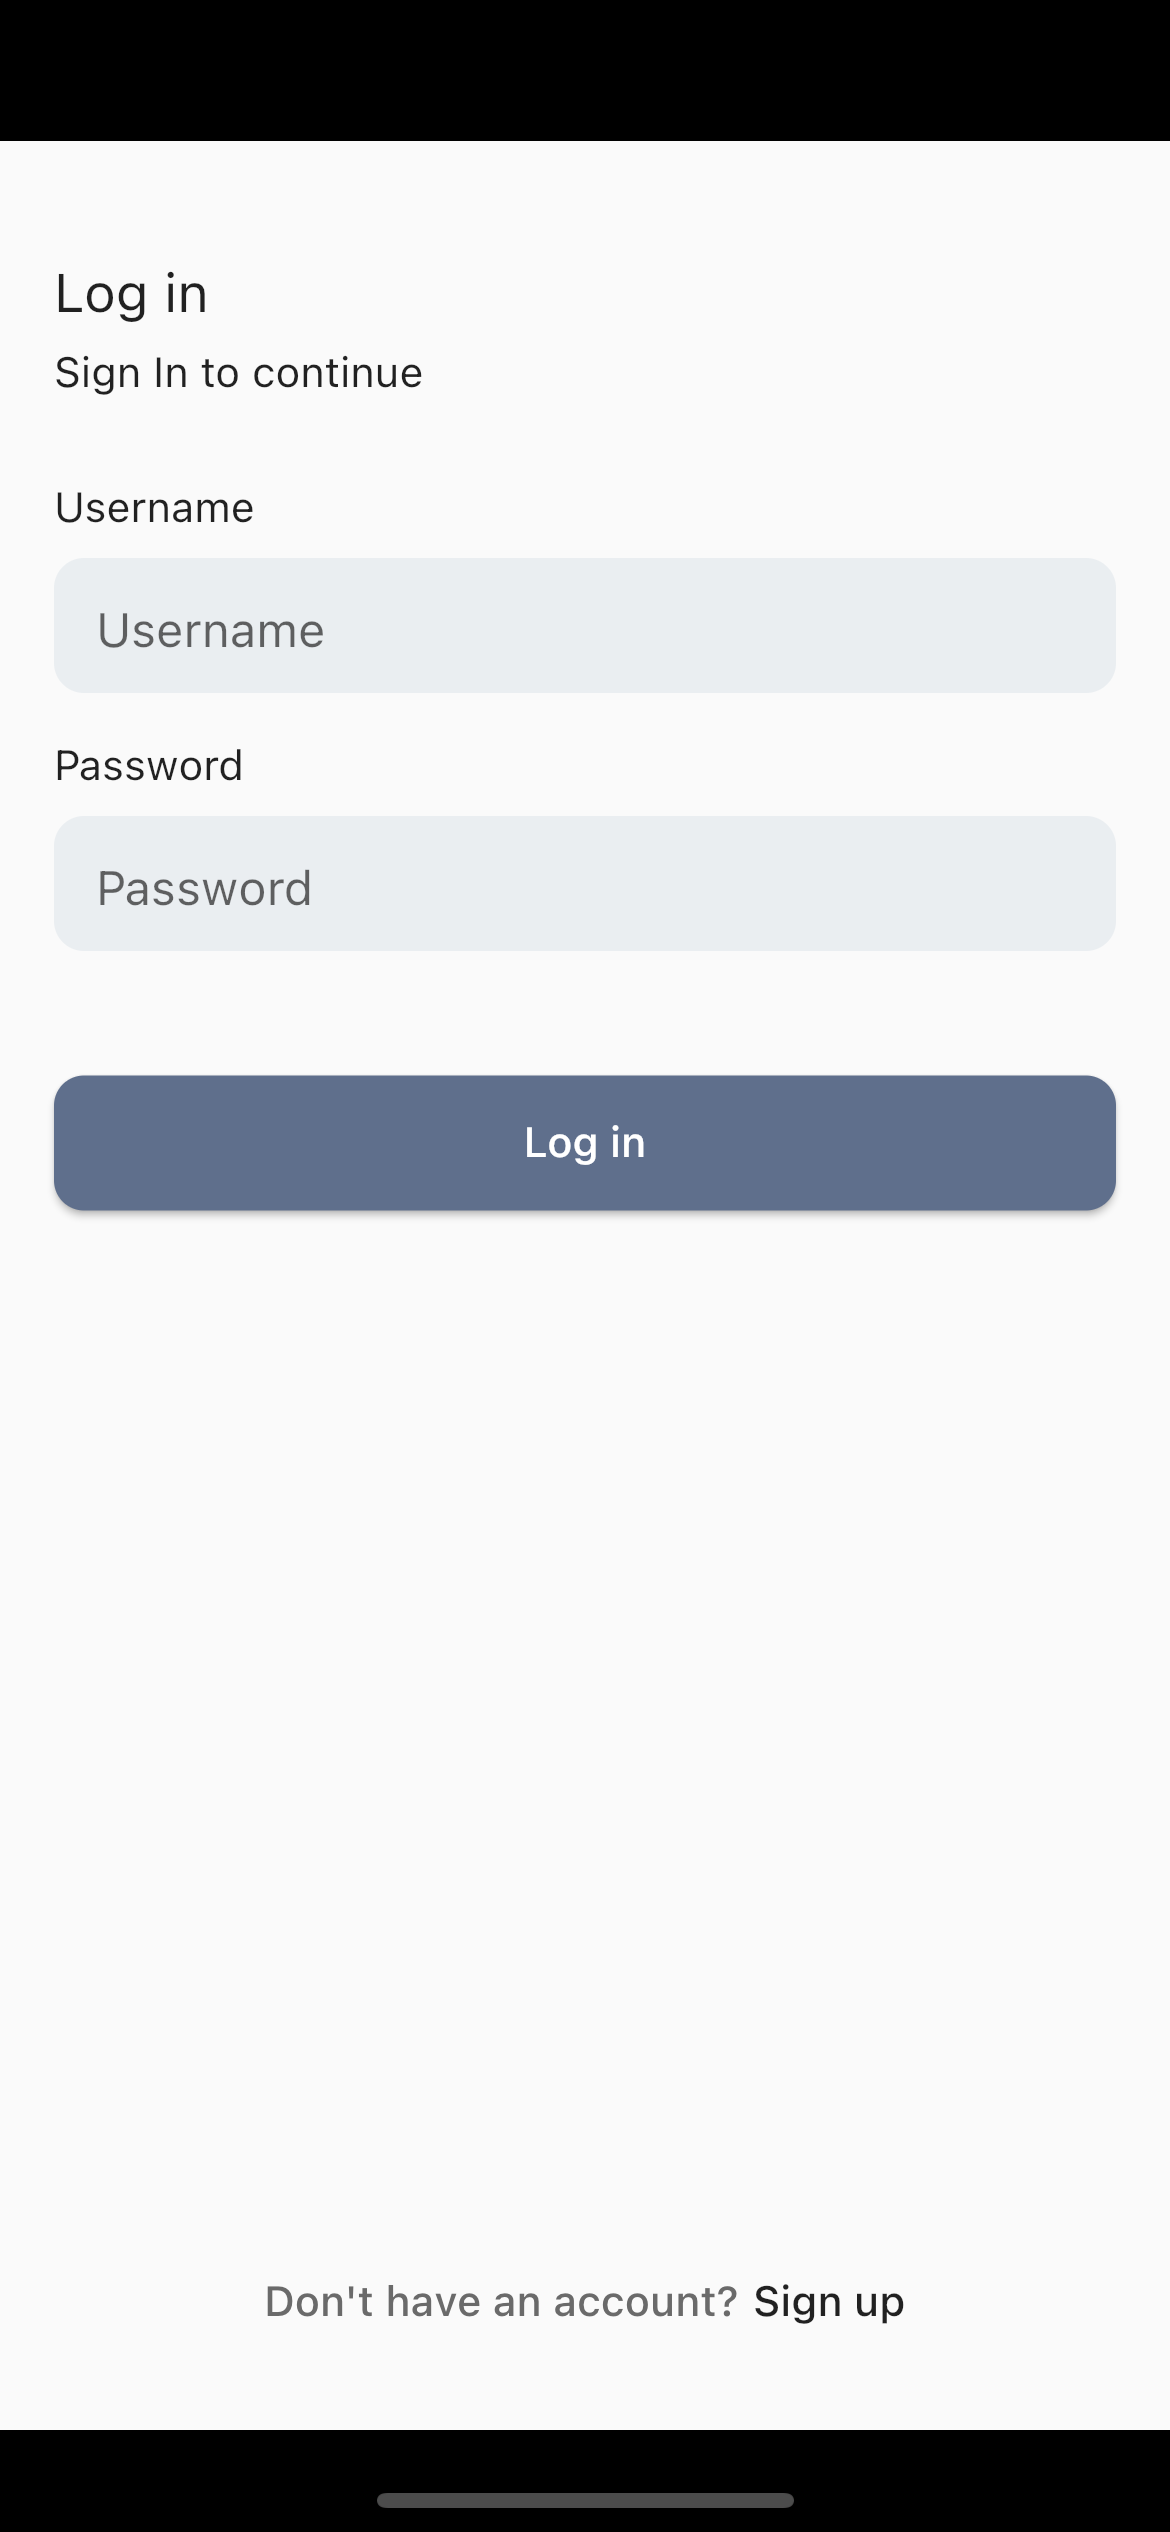 Log in
Sign In to continue
Username
Username
Password
Password
Log in
Don't have an account? Sign up